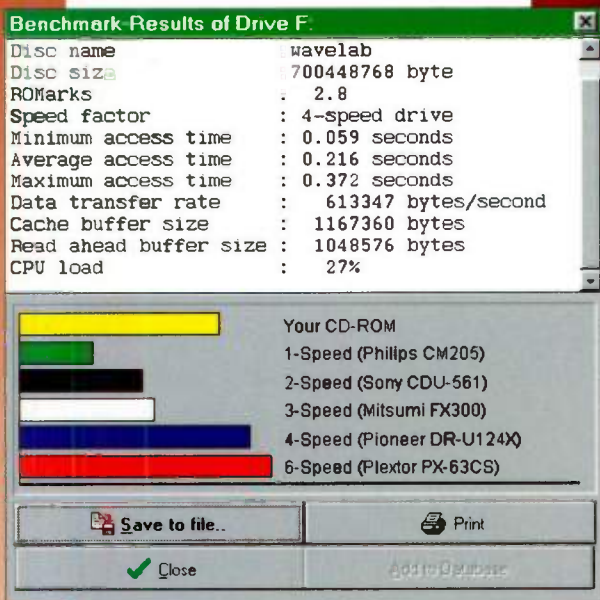 Benchmark Results of Drive F:
Disc name wavelab
Disc size 700448768 byte
ROMarks : 2.8
Speed factor : 4-speed drive
Minimum access time : 0.059 seconds
Average access time : 0.216 seconds
Maximum access time : 0.372 seconds
Data transfer rate : 613347 bytes/second
Cache buffer size : 1167360 bytes
Read ahead buffer size : 1048576 bytes
CPU load : 27%
Your CD-ROM
1-Speed (Philips CM205)
2-Speed (Sony CDU-561)
3-Speed (Mitsumi FX300)
4-Speed (Pioneer DR-U124X)
6-Speed (Plextor PX-63CS)
Save to file..
Print
Close
Add to Database